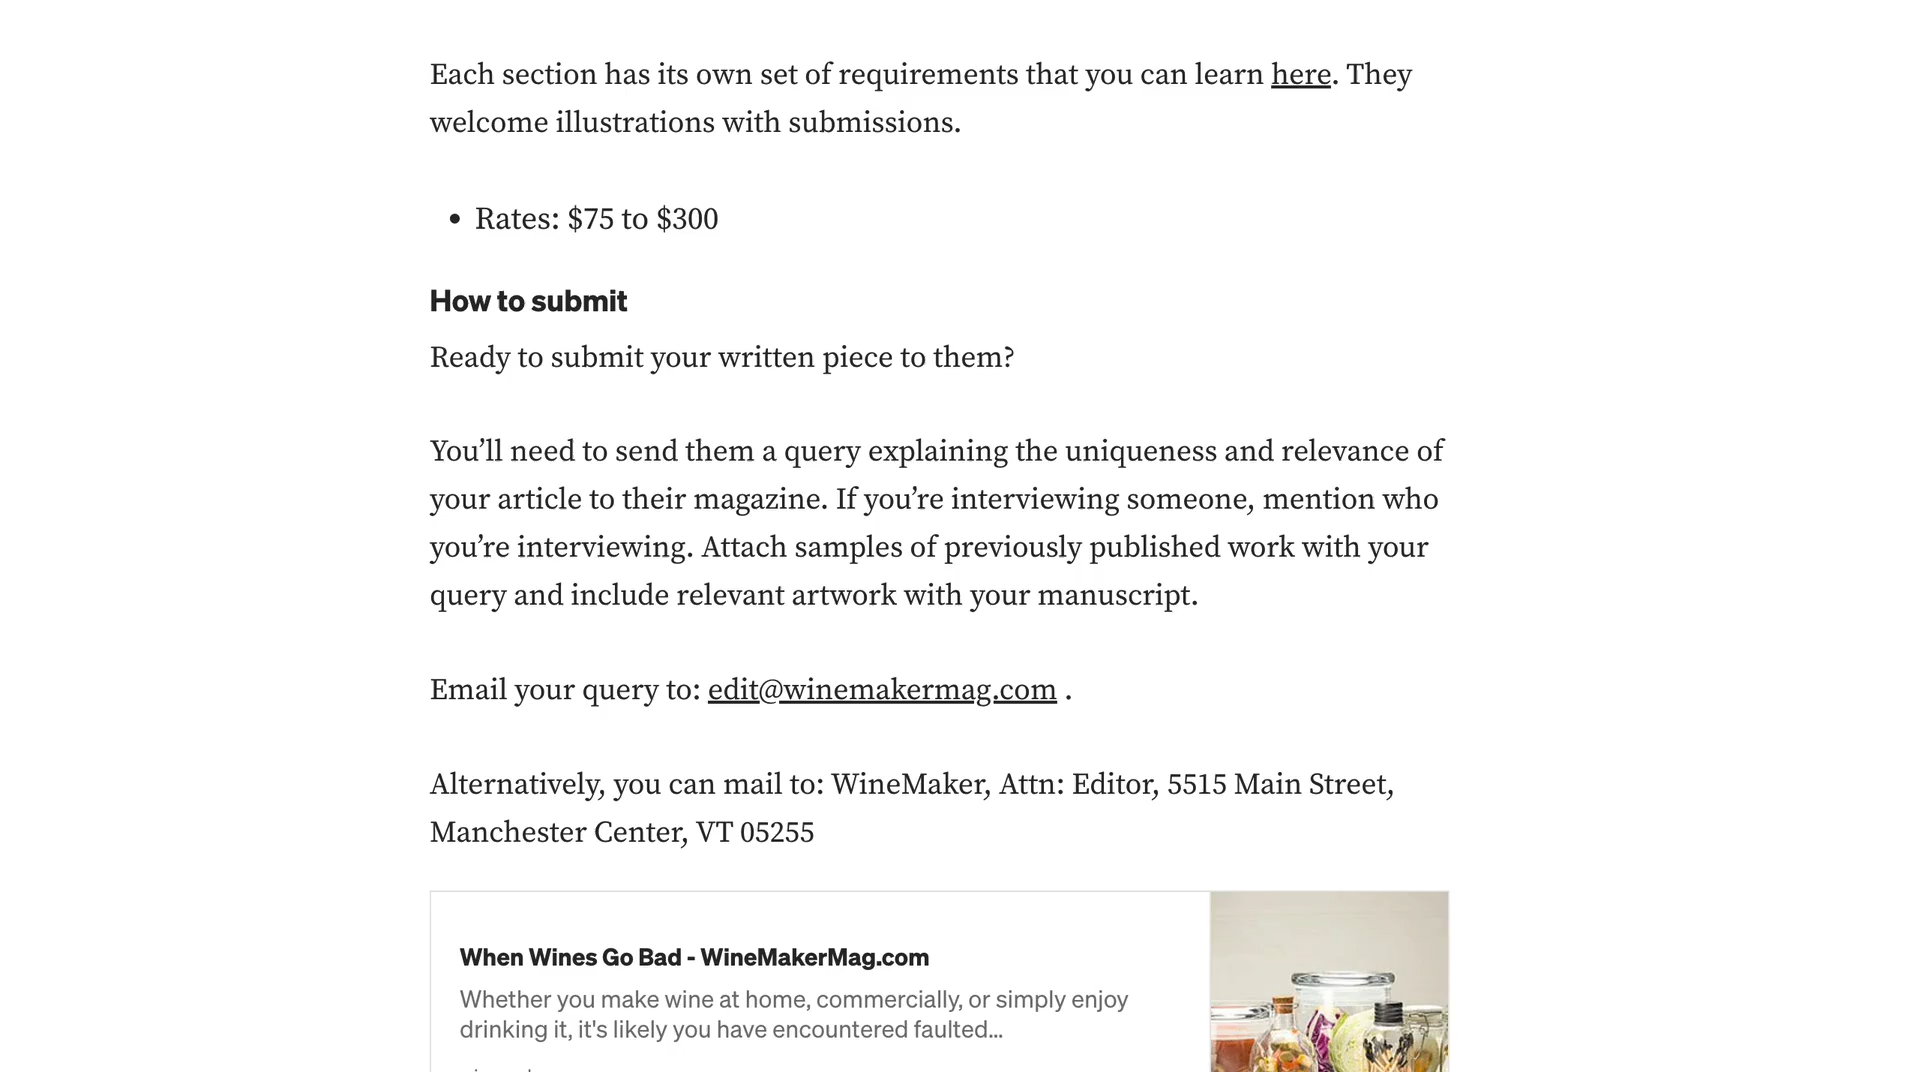 Each section has its own set of requirements that you can learn here. They
welcome illustrations with submissions.
• Rates: $75 to $300
How to submit
Ready to submit your written piece to them?
You’ll need to send them a query explaining the uniqueness and relevance of
your article to their magazine. If you’re interviewing someone, mention who
you’re interviewing. Attach samples of previously published work with your
query and include relevant artwork with your manuscript.
Email your query to: edit@winemakermag.com .
Alternatively, you can mail to: WineMaker, Attn: Editor, 5515 Main Street,
Manchester Center, VT 05255
When Wines Go Bad - WineMakerMag.com
Whether you make wine at home, commercially, or simply enjoy
drinking it, it's likely you have encountered faulted...